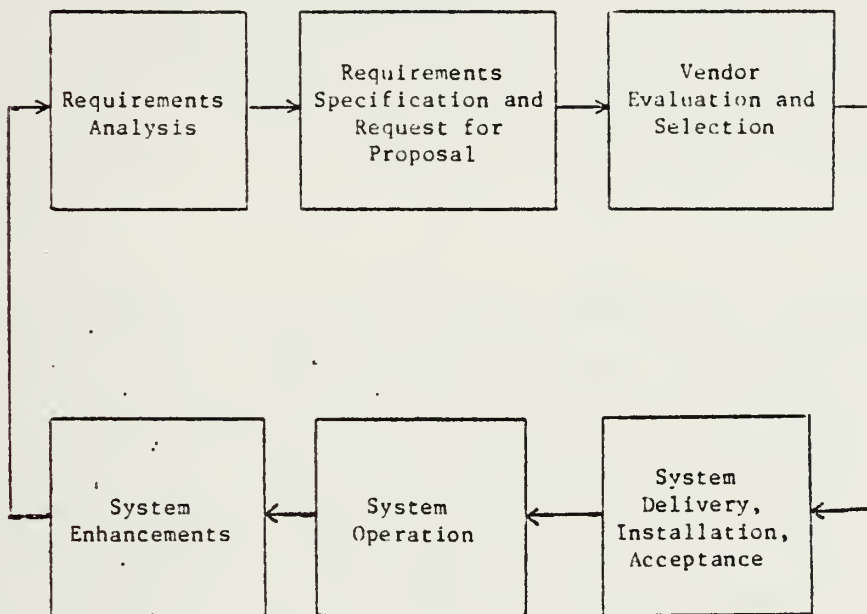 Requirements
Analysis
Requirements
Specification and
Request for
Proposal
Vendor
Evaluation and
Selection
System
Enhancements
System
Operation
System
Delivery,
Installation,
Acceptance